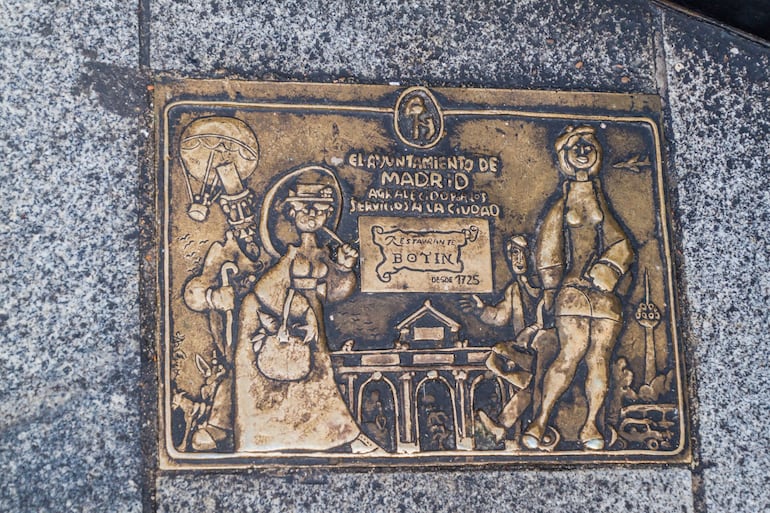 EL AYUNTAMIENTO DE
MADRID
AGRADECIDO POR LOS
SERVICIOS A LA CIUDAD
RESTAURANTE
BOTIN
DESDE 1725